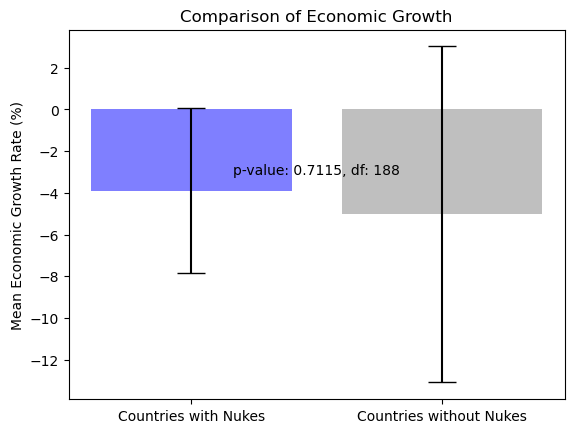 Comparison of Economic Growth
Mean Economic Growth Rate (%)
2
0
−2
−4
−6
−8
−10
−12
p-value: 0.7115, df: 188
Countries with Nukes
Countries without Nukes